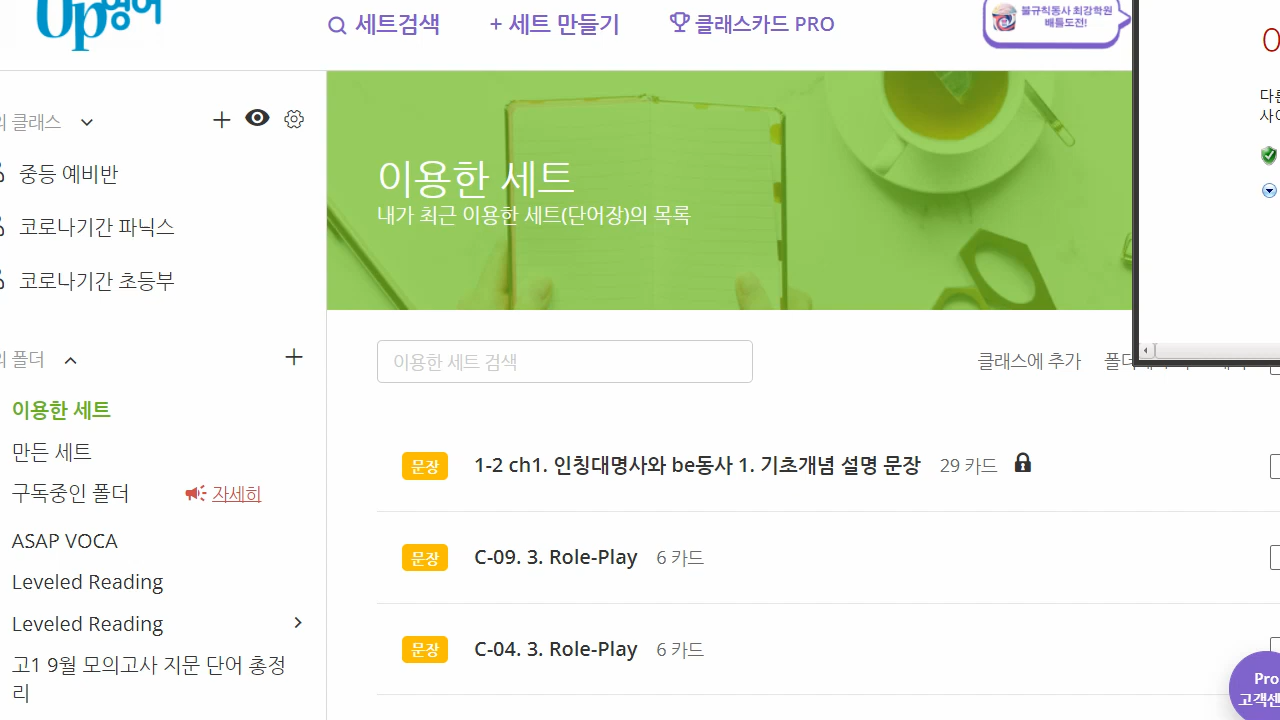 Up영어
세트검색
+ 세트 만들기
클래스카드 PRO
불규칙동사 최강학원
배틀도전!
의 클래스
중등 예비반
코로나기간 파닉스
코로나기간 초등부
의 폴더
이용한 세트
만든 세트
구독중인 폴더
자세히
ASAP VOCA
Leveled Reading
Leveled Reading
고1 9월 모의고사 지문 단어 총정
리
이용한 세트
내가 최근 이용한 세트(단어장)의 목록
이용한 세트 검색
클래스에 추가
문장 1-2 ch1. 인칭대명사와 be동사 1. 기초개념 설명 문장 29 카드
문장 C-09. 3. Role-Play 6 카드
문장 C-04. 3. Role-Play 6 카드
Pro